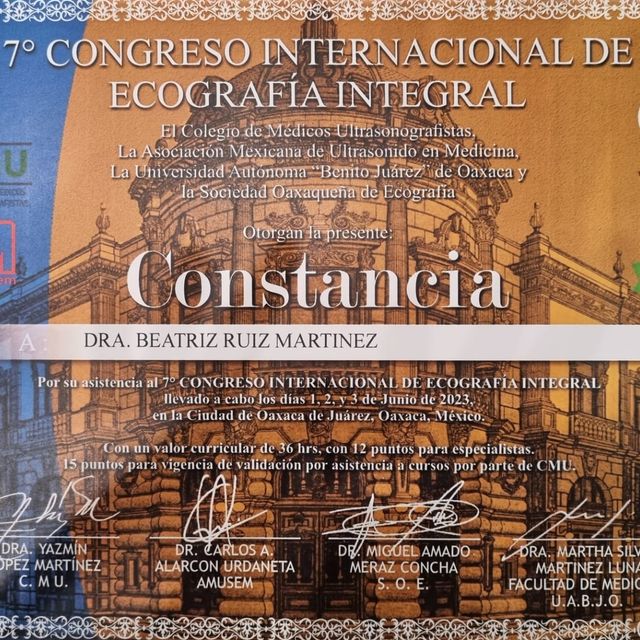 7° CONGRESO INTERNACIONAL DE
ECOGRAFÍA INTEGRAL
El Colegio de Médicos Ultrasonografistas,
La Asociación Mexicana de Ultrasonido en Medicina,
La Universidad Autónoma "Benito Juárez" de Oaxaca y
la Sociedad Oaxaqueña de Ecografía
Otorgan la presente:
Constancia
A: DRA. BEATRIZ RUIZ MARTINEZ
Por su asistencia al 7° CONGRESO INTERNACIONAL DE ECOGRAFÍA INTEGRAL
llevado a cabo los días 1, 2, y 3 de Junio de 2023,
en la Ciudad de Oaxaca de Juárez, Oaxaca, México.
Con un valor curricular de 36 hrs, con 12 puntos para especialistas.
15 puntos para vigencia de validación por asistencia a cursos por parte de CMU.
DRA. YAZMÍN
ÓPEZ MARTÍNEZ
C. M. U.
DR. CARLOS A.
ALARCON URDANETA
AMUSEM
DR. MIGUEL AMADO
MERAZ CONCHA
S. O. E.
DRA. MARTHA SILV
MARTINEZ LUNA
FACULTAD DE MEDIC
U.A.B.J.O.